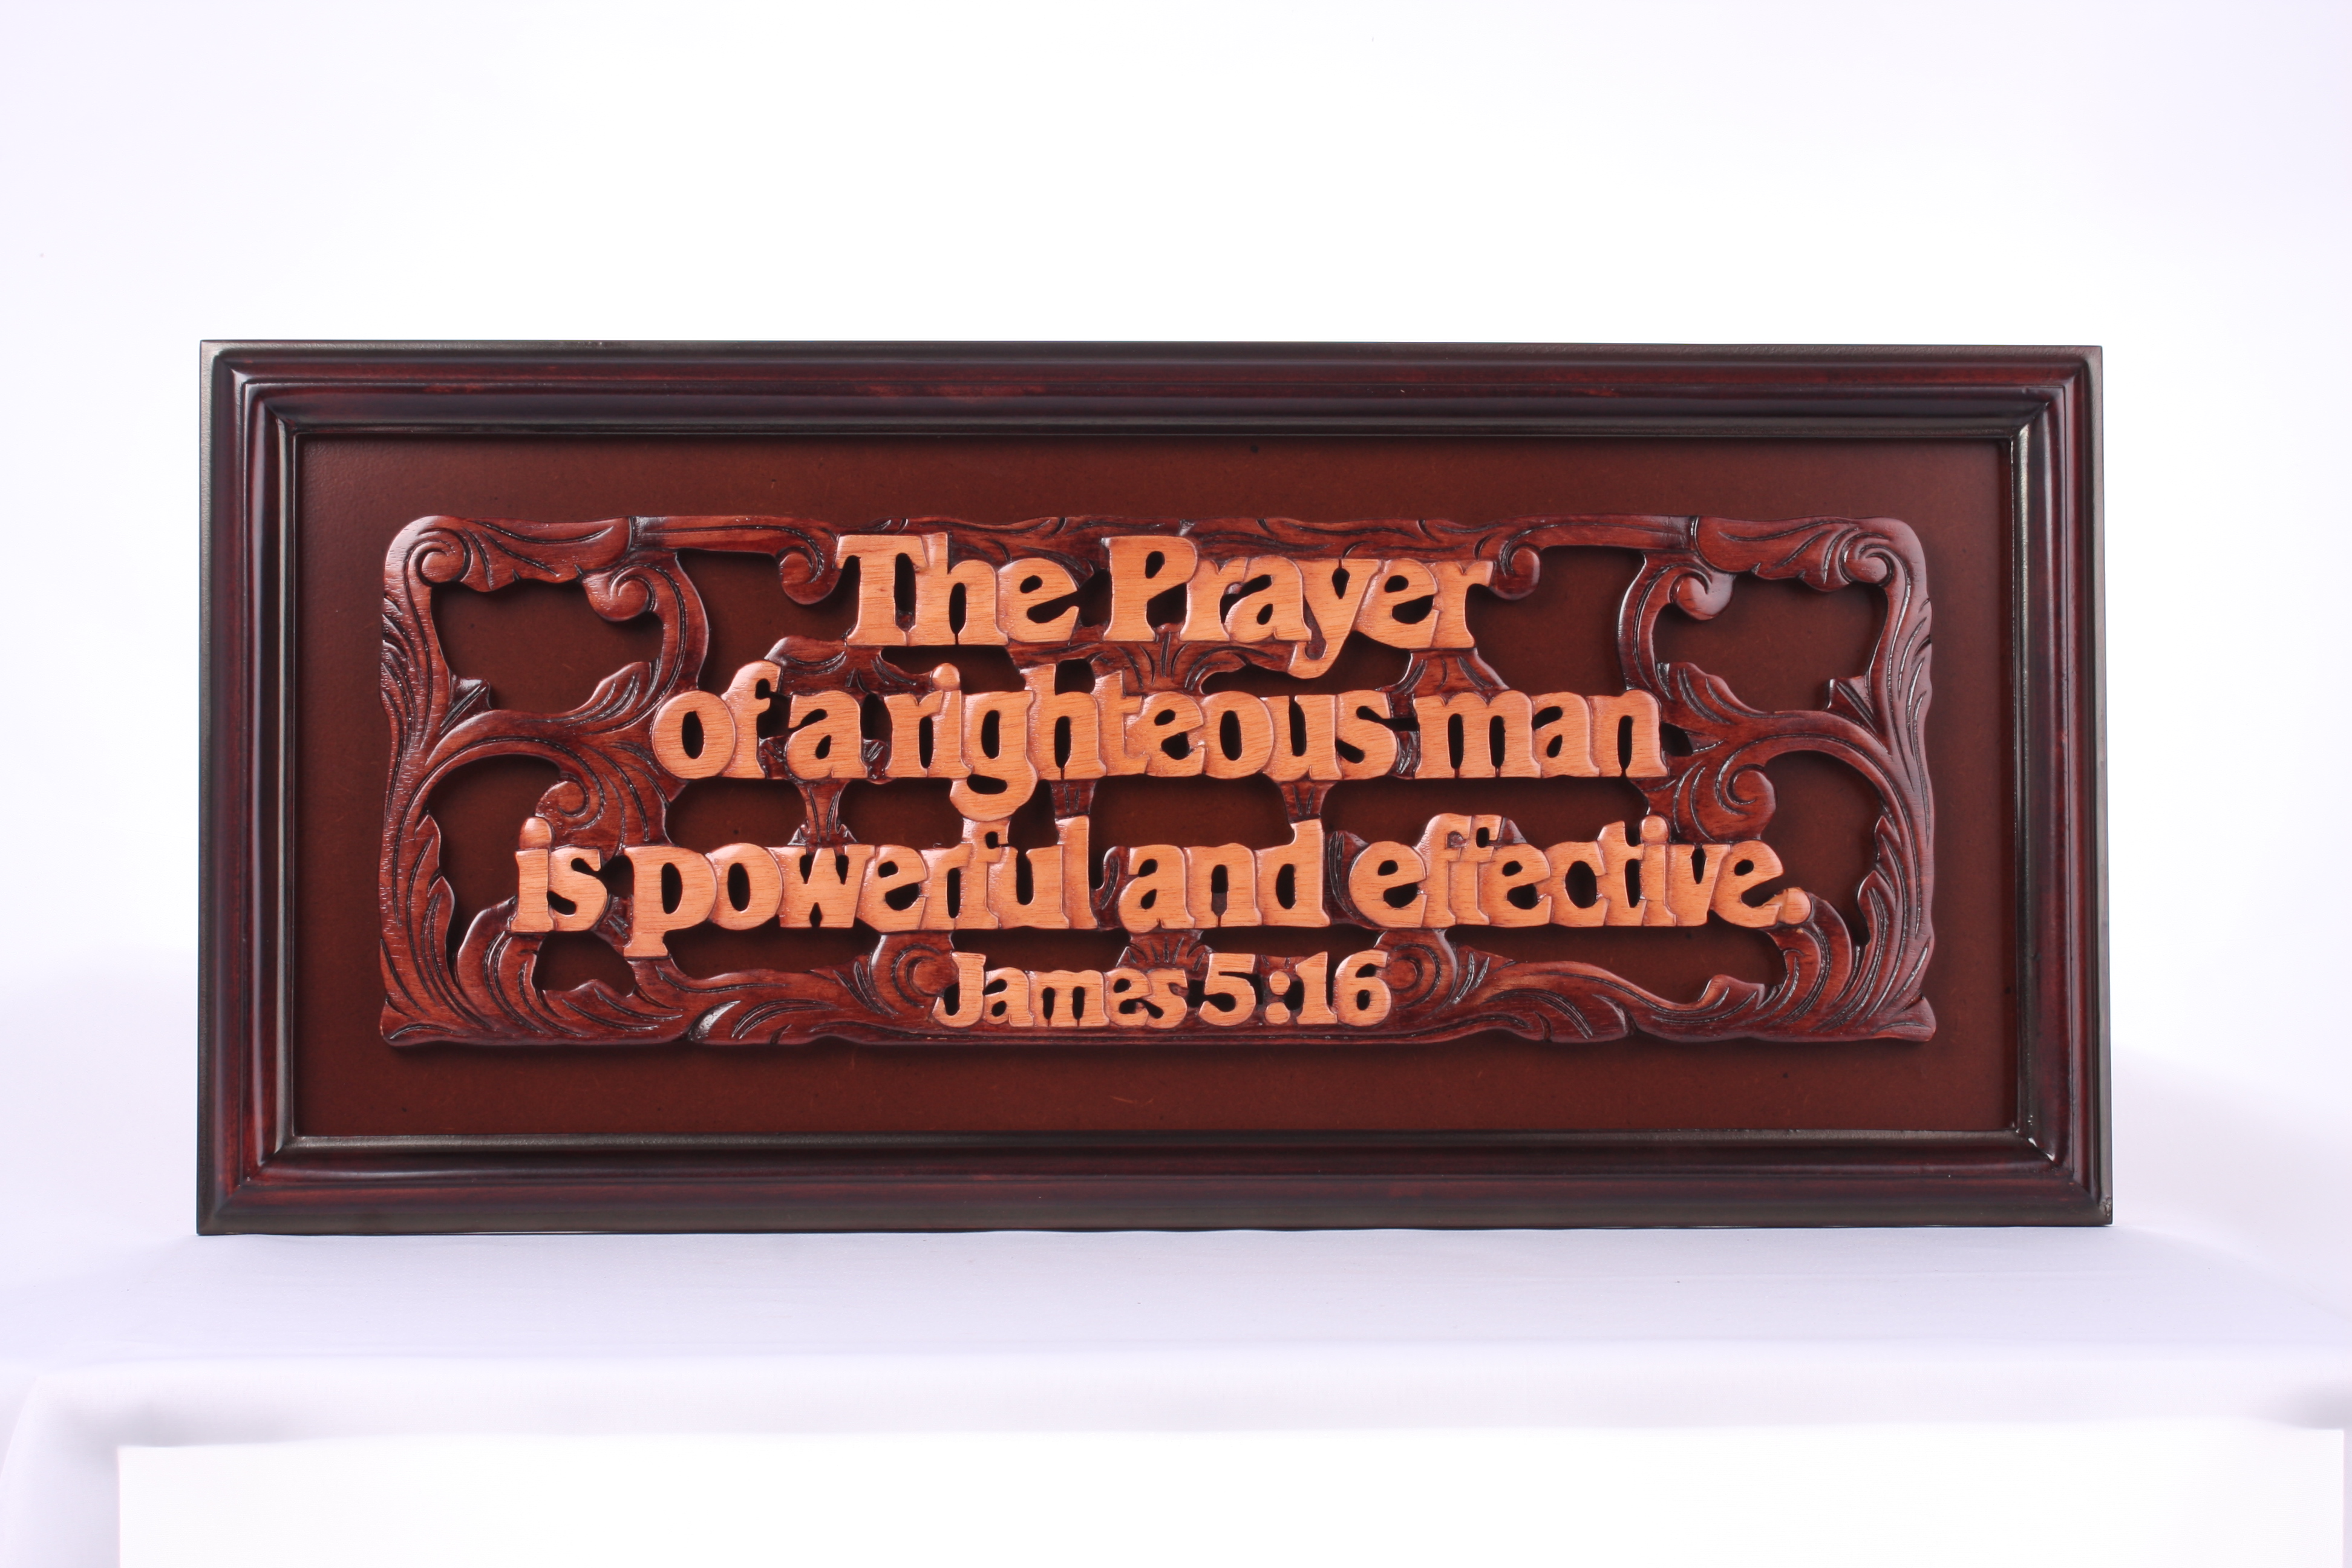 The Prayer
of a righteous man
is powerful and effective.
James 5:16